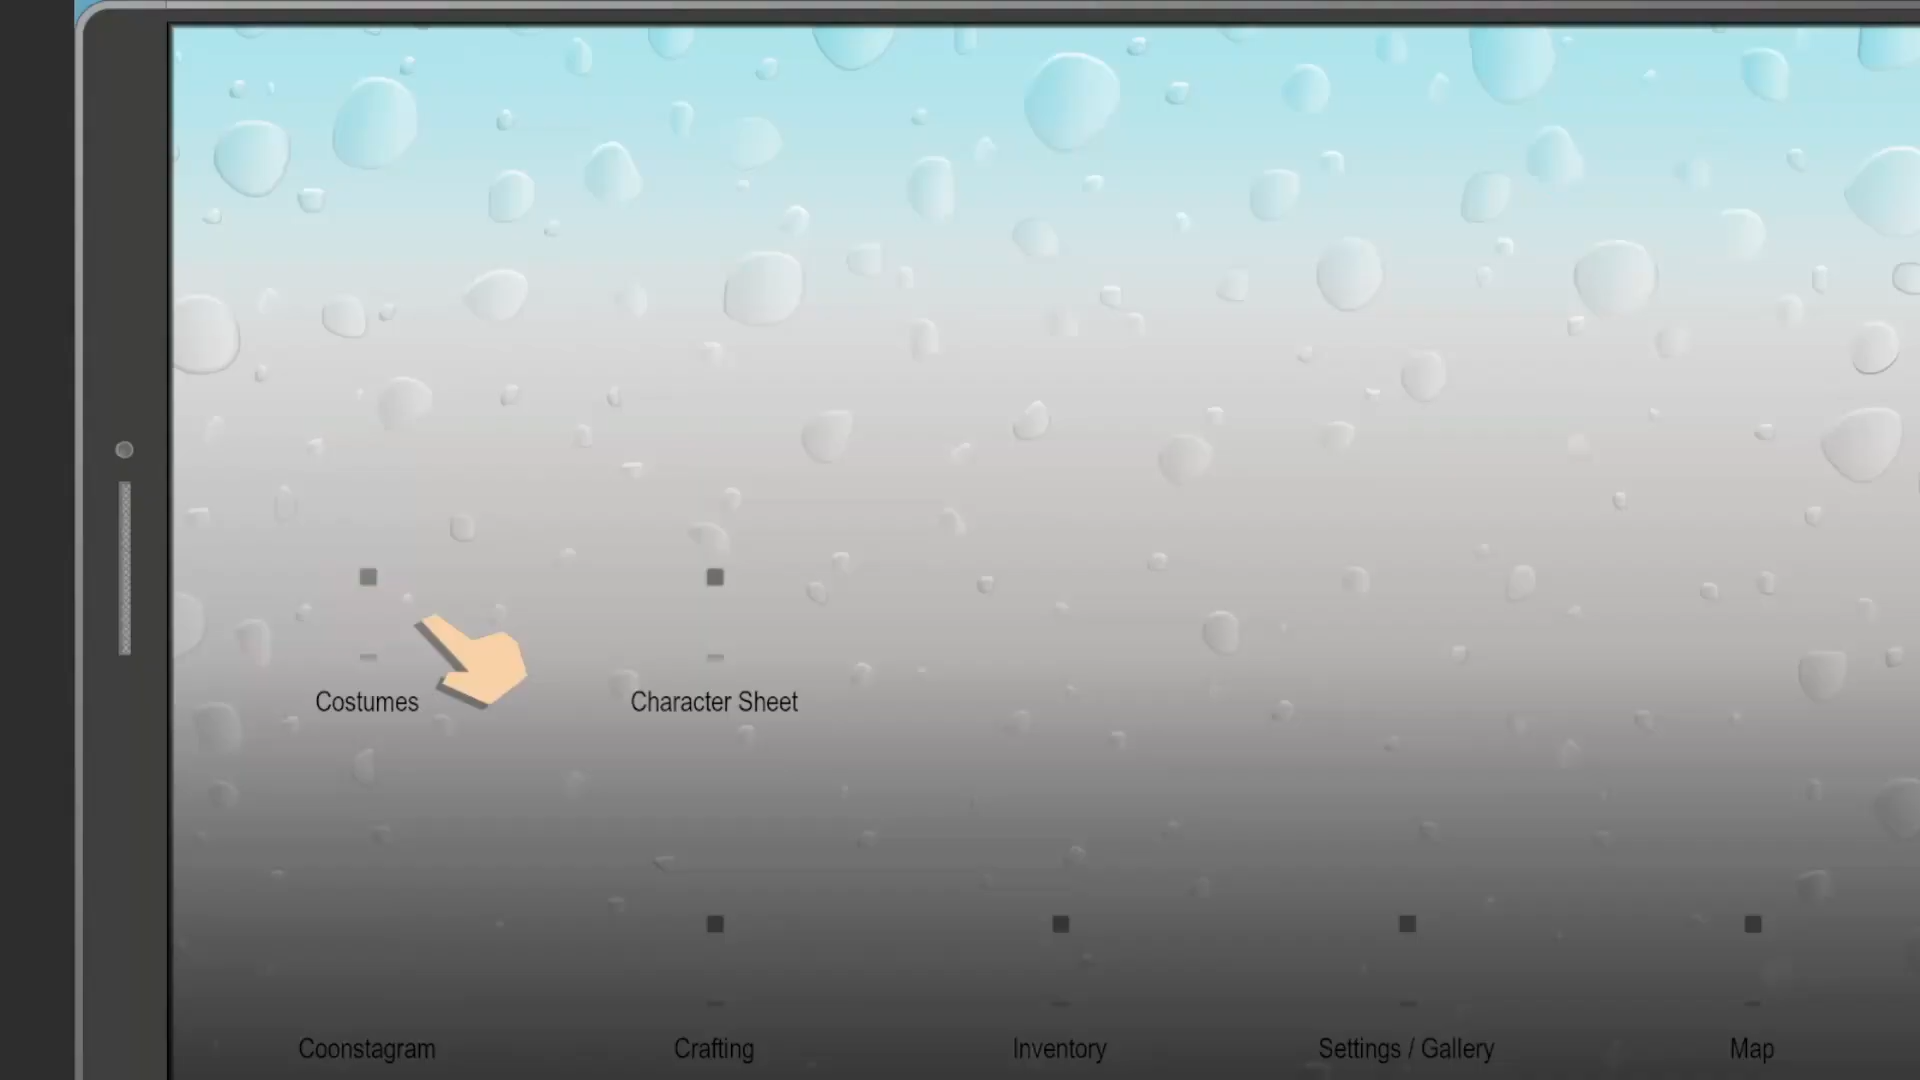 Costumes
Character Sheet
Coonstagram
Crafting
Inventory
Settings / Gallery
Map